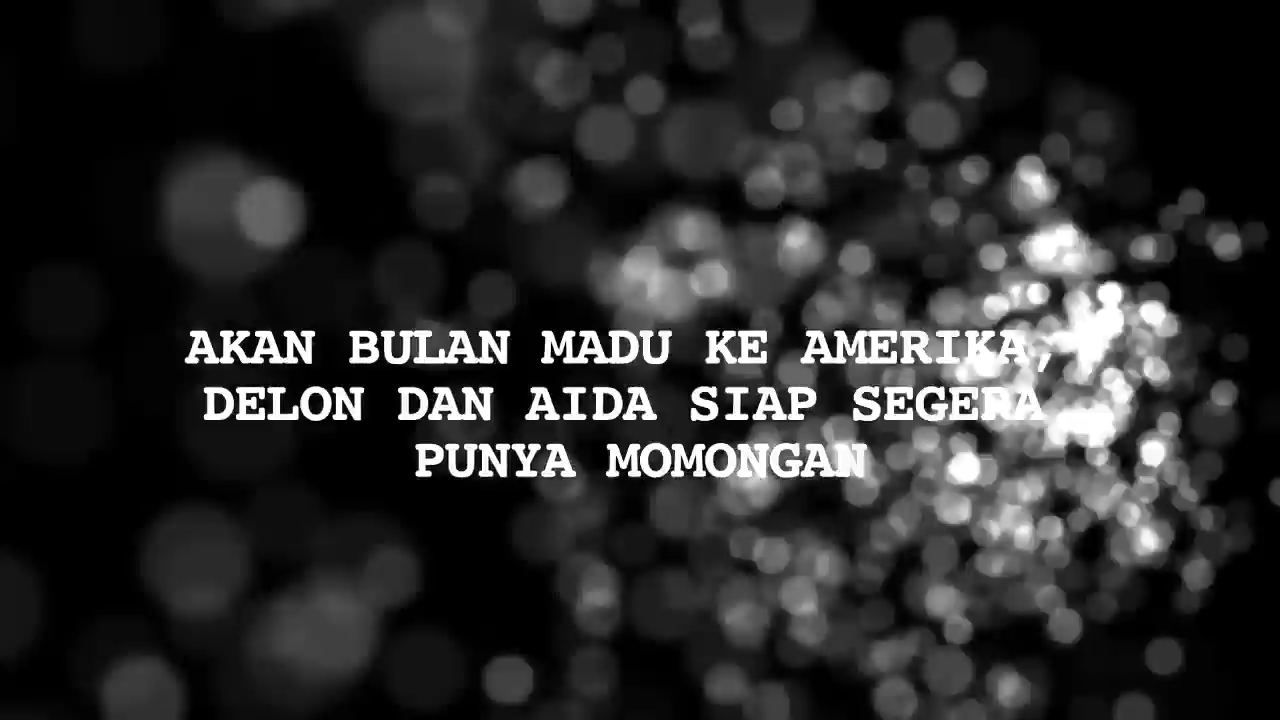 AKAN BULAN MADU KE AMERIKA,
DELON DAN AIDA SIAP SEGERA
PUNYA MOMONGAN